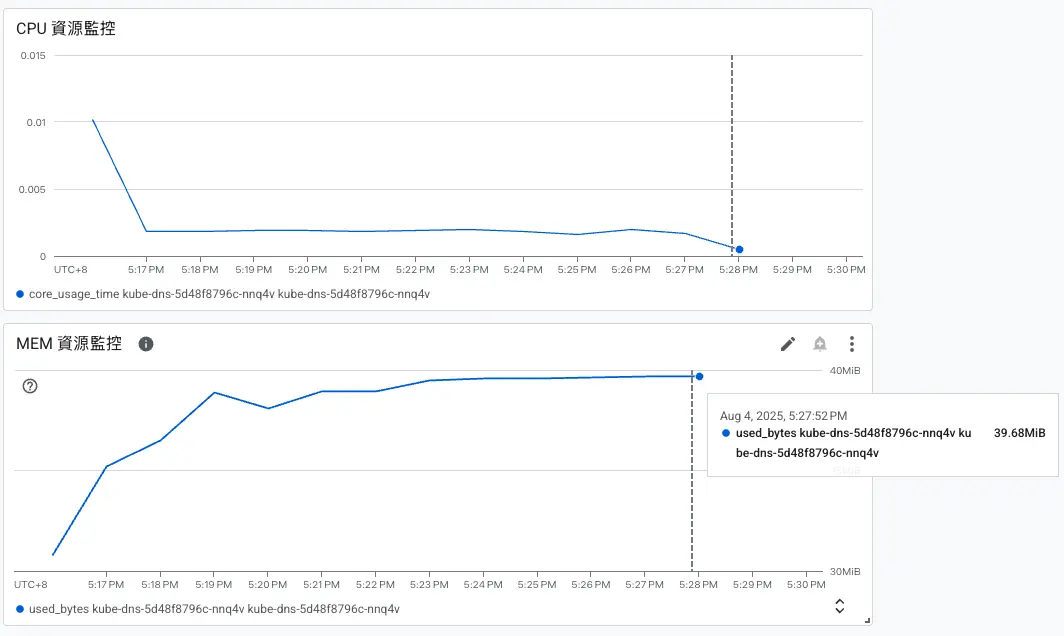 CPU 資源監控
0.015
0.01
0.005
0
UTC+8 5:17 PM 5:18 PM 5:19 PM 5:20 PM 5:21 PM 5:22 PM 5:23 PM 5:24 PM 5:25 PM 5:26 PM 5:27 PM 5:28 PM 5:29 PM 5:30 PM
core_usage_time kube-dns-5d48f8796c-nnq4v kube-dns-5d48f8796c-nnq4v
MEM 資源監控
40MiB
Aug 4, 2025, 5:27:52 PM
used_bytes kube-dns-5d48f8796c-nnq4v ku 39.68MiB
be-dns-5d48f8796c-nnq4v
30MiB
UTC+8 5:17 PM 5:18 PM 5:19 PM 5:20 PM 5:21 PM 5:22 PM 5:23 PM 5:24 PM 5:25 PM 5:26 PM 5:27 PM 5:28 PM 5:29 PM 5:30 PM
used_bytes kube-dns-5d48f8796c-nnq4v kube-dns-5d48f8796c-nnq4v